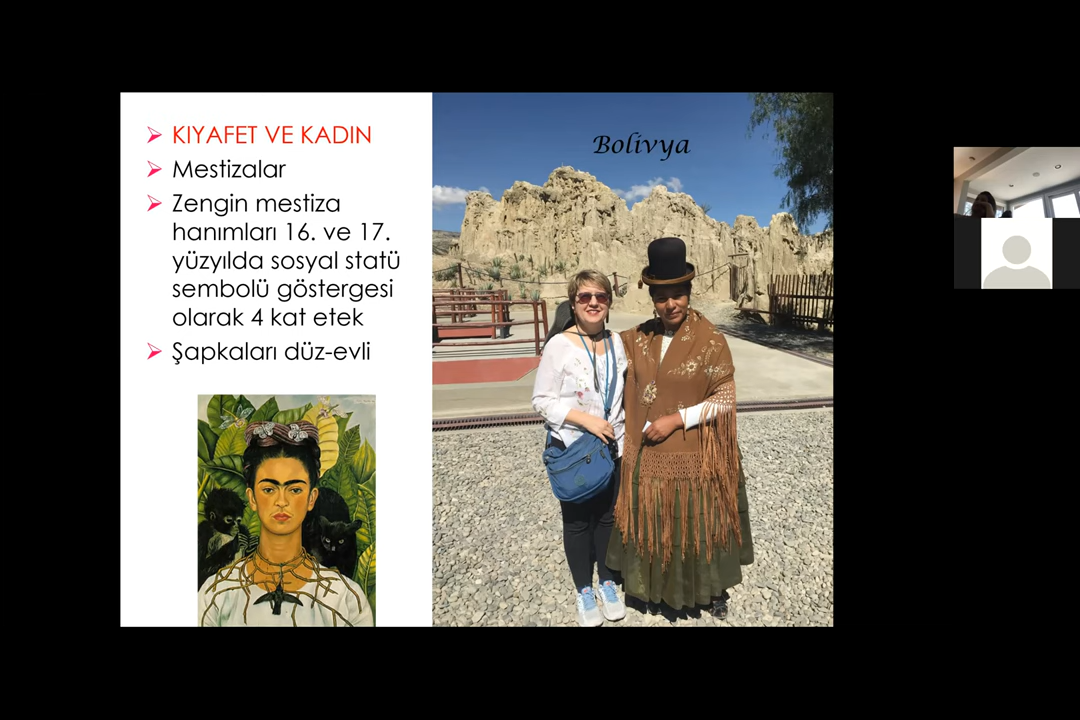 KIYAFET VE KADIN
Mestizalar
Zengin mestiza
hanımları 16. ve 17.
yüzyılda sosyal statü
sembolü göstergesi
olarak 4 kat etek
Şapkaları düz-evli
Bolivya